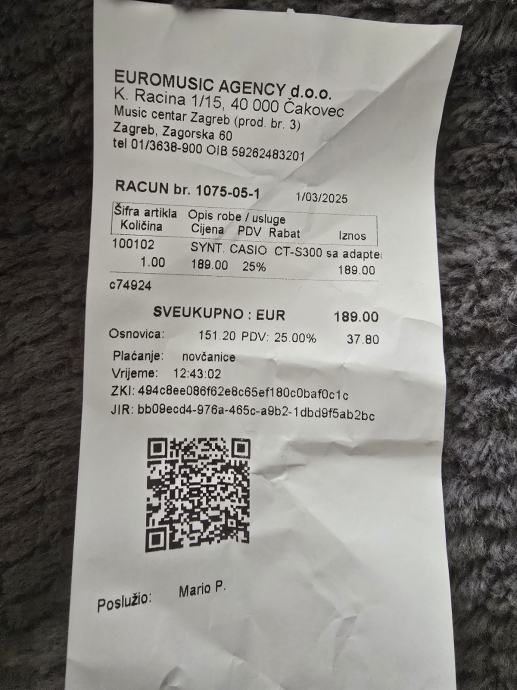 EUROMUSIC AGENCY d.o.o.
K. Racina 1/15, 40 000 Čakovec
Music centar Zagreb (prod. br. 3)
Zagreb, Zagorska 60
tel 01/3638-900 OIB 59262483201
RACUN br. 1075-05-1 1/03/2025
Šifra artikla Opis robe / usluge
Količina Cijena PDV Rabat Iznos
100102 SYNT. CASIO CT-S300 sa adapte
1.00 189.00 25% 189.00
c74924
SVEUKUPNO : EUR 189.00
Osnovica: 151.20 PDV: 25.00% 37.80
Plaćanje: novčanice
Vrijeme: 12:43:02
ZKI: 494c8ee086f62e8c65ef180c0baf0c1c
JIR: bb09ecd4-976a-465c-a9b2-1dbd9f5ab2bc
Poslužio: Mario P.